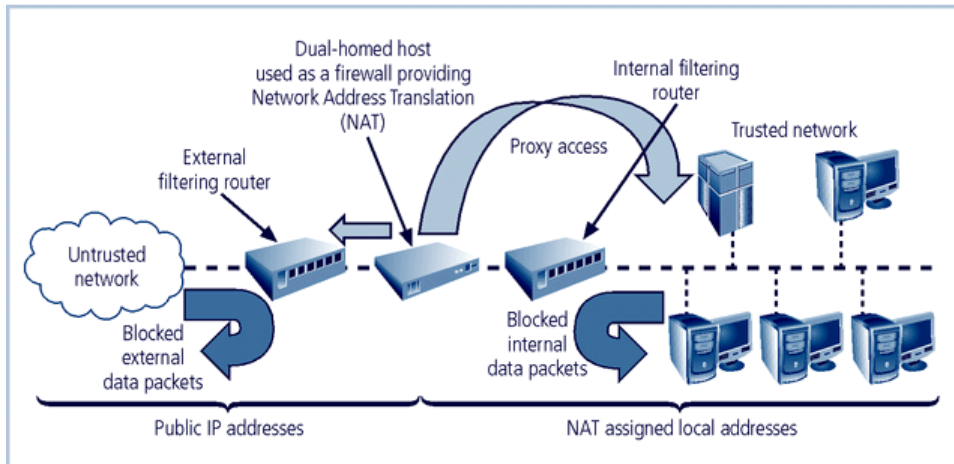 Dual-homed host
used as a firewall providing
Network Address Translation
(NAT)
Internal filtering
router
Proxy access
Trusted network
External
filtering router
Untrusted
network
Blocked
external
data packets
Blocked
internal
data packets
Public IP addresses
NAT assigned local addresses